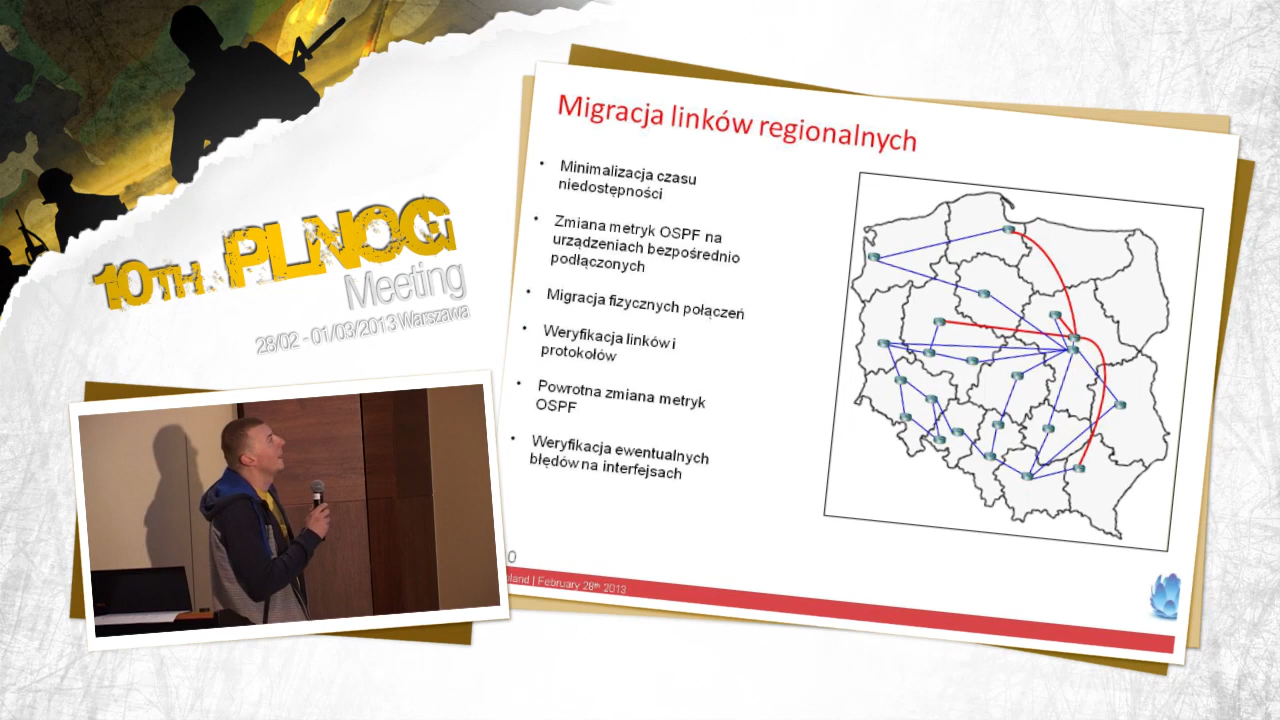 10TH PLNOG
Meeting
28/02 - 01/03/2013 Warszawa
Migracja linków regionalnych
• Minimalizacja czasu
niedostępności
• Zmiana metryk OSPF na
urządzeniach bezpośrednio
podłączonych
• Migracja fizycznych połączeń
• Weryfikacja linków i
protokołów
• Powrotna zmiana metryk
OSPF
• Weryfikacja ewentualnych
błędów na interfejsach
0
land | February 28th 2013